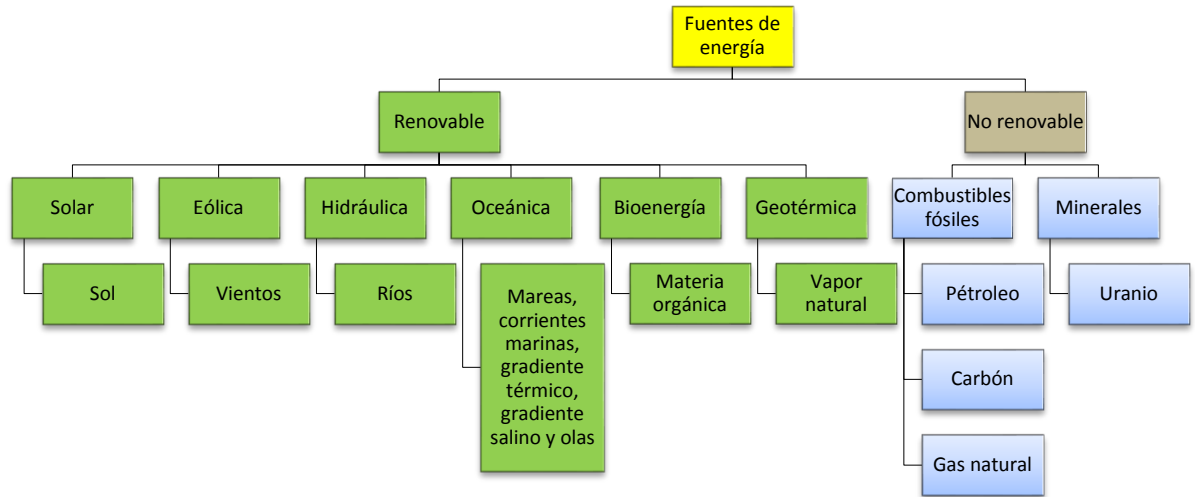 Fuentes de
energía
Renovable
No renovable
Solar
Eólica
Hidráulica
Oceánica
Bioenergía
Geotérmica
Combustibles
fósiles
Minerales
Sol
Vientos
Ríos
Mareas,
corrientes
marinas,
gradiente
térmico,
gradiente
salino y olas
Materia
orgánica
Vapor
natural
Pétroleo
Uranio
Carbón
Gas natural